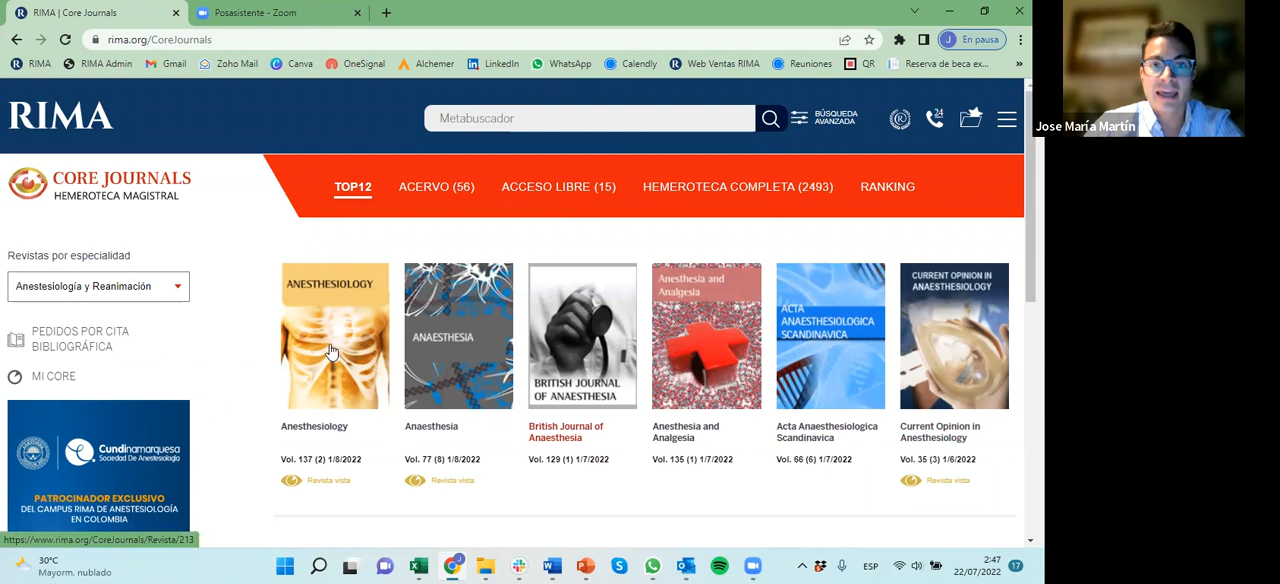 RIMA | Core Journals
Posasistente - Zoom
rima.org/CoreJournals
J
En pausa
RIMA
RIMA Admin
Gmail
Zoho Mail
Canva
OneSignal
Alchemer
LinkedIn
WhatsApp
Calendly
Web Ventas RIMA
Reuniones
QR
Reserva de beca ex...
»
RIMA
Metabuscador
BÚSQUEDA
AVANZADA
24
Jose María Martín
CORE JOURNALS
HEMEROTECA MAGISTRAL
TOP12
ACERVO (56)
ACCESO LIBRE (15)
HEMEROTECA COMPLETA (2493)
RANKING
Revistas por especialidad
Anestesiología y Reanimación
PEDIDOS POR CITA
BIBLIOGRÁFICA
MI CORE
ANESTHESIOLOGY
ANAESTHESIA
BRITISH JOURNAL
OF ANAESTHESIA
Anesthesia and
Analgesia
ACTA
ANAESTHESIOLOGICA
SCANDINAVICA
CURRENT OPINION IN
ANAESTHESIOLOGY
Anesthesiology
Vol. 137 (2) 1/8/2022
Revista vista
Anaesthesia
Vol. 77 (8) 1/8/2022
Revista vista
British Journal of
Anaesthesia
Vol. 129 (1) 1/7/2022
Anesthesia and
Analgesia
Vol. 135 (1) 1/7/2022
Acta Anaesthesiologica
Scandinavica
Vol. 66 (6) 1/7/2022
Current Opinion in
Anesthesiology
Vol. 35 (3) 1/6/2022
Revista vista
Cundinamarquesa
Sociedad De Anestesiología
PATROCINADOR EXCLUSIVO
DEL CAMPUS RIMA DE ANESTESIOLOGÍA
EN COLOMBIA
https://www.rima.org/CoreJournals/Revista/213
30°C
Mayorm. nublado
ESP
2:47
22/07/2022
17